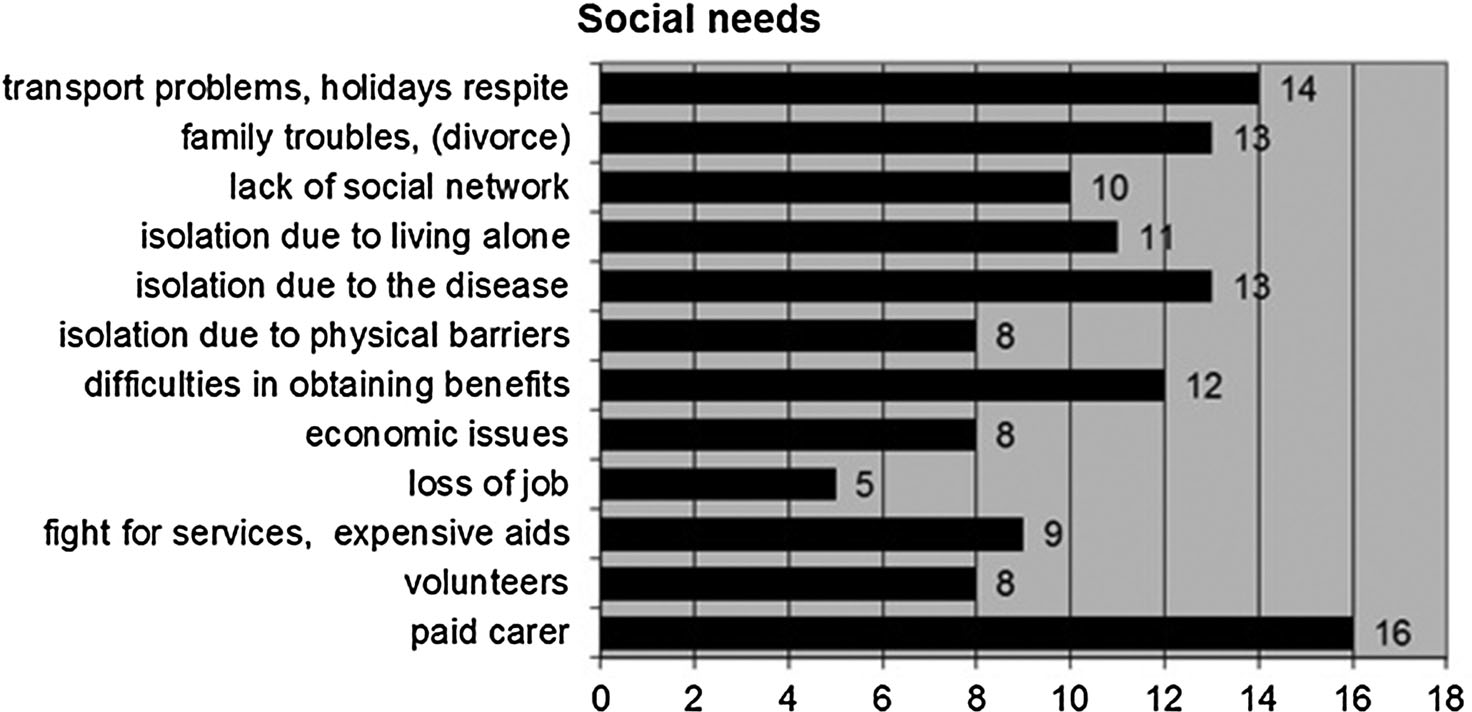 Social needs
transport problems, holidays respite 14
family troubles, (divorce) 13
lack of social network 10
isolation due to living alone 11
isolation due to the disease 13
isolation due to physical barriers 8
difficulties in obtaining benefits 12
economic issues 8
loss of job 5
fight for services, expensive aids 9
volunteers 8
paid carer 16
0 2 4 6 8 10 12 14 16 18